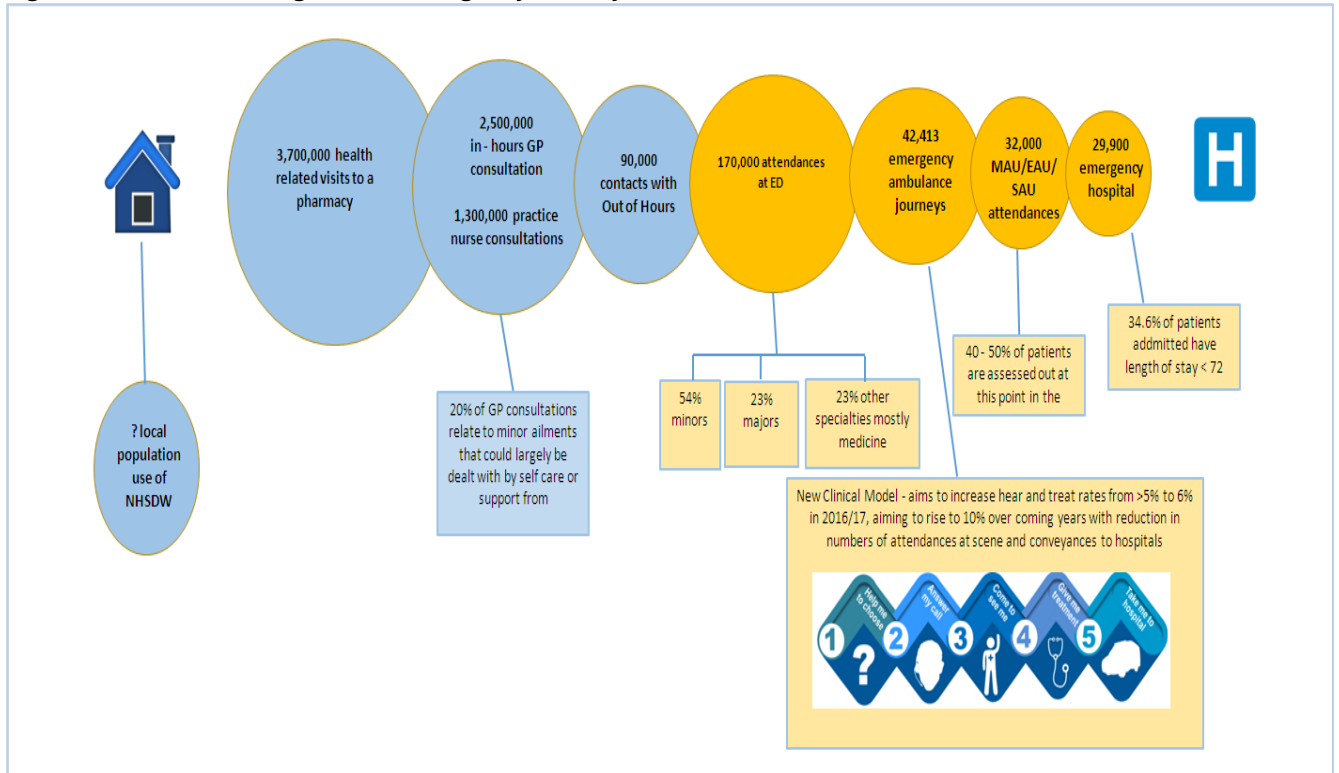 3,700,000 health
related visits to a
pharmacy
2,500,000
in - hours GP
consultation
1,300,000 practice
nurse consultations
90,000
contacts with
Out of Hours
170,000 attendances
at ED
42,413
emergency
ambulance
journeys
32,000
MAU/EAU/
SAU
attendances
29,900
emergency
hospital
H
? local
population
use of
NHSDW
20% of GP consultations
relate to minor ailments
that could largely be
dealt with by self care or
support from
54%
minors
23%
majors
23% other
specialties mostly
medicine
40 - 50% of patients
are assessed out at
this point in the
34.6% of patients
addmitted have
length of stay < 72
New Clinical Model - aims to increase hear and treat rates from >5% to 6%
in 2016/17, aiming to rise to 10% over coming years with reduction in
numbers of attendances at scene and conveyances to hospitals
1
Help me
to choose
?
2
Answer
my call
3
Come to
see me
4
Give me
treatment
5
Take me to
hospital